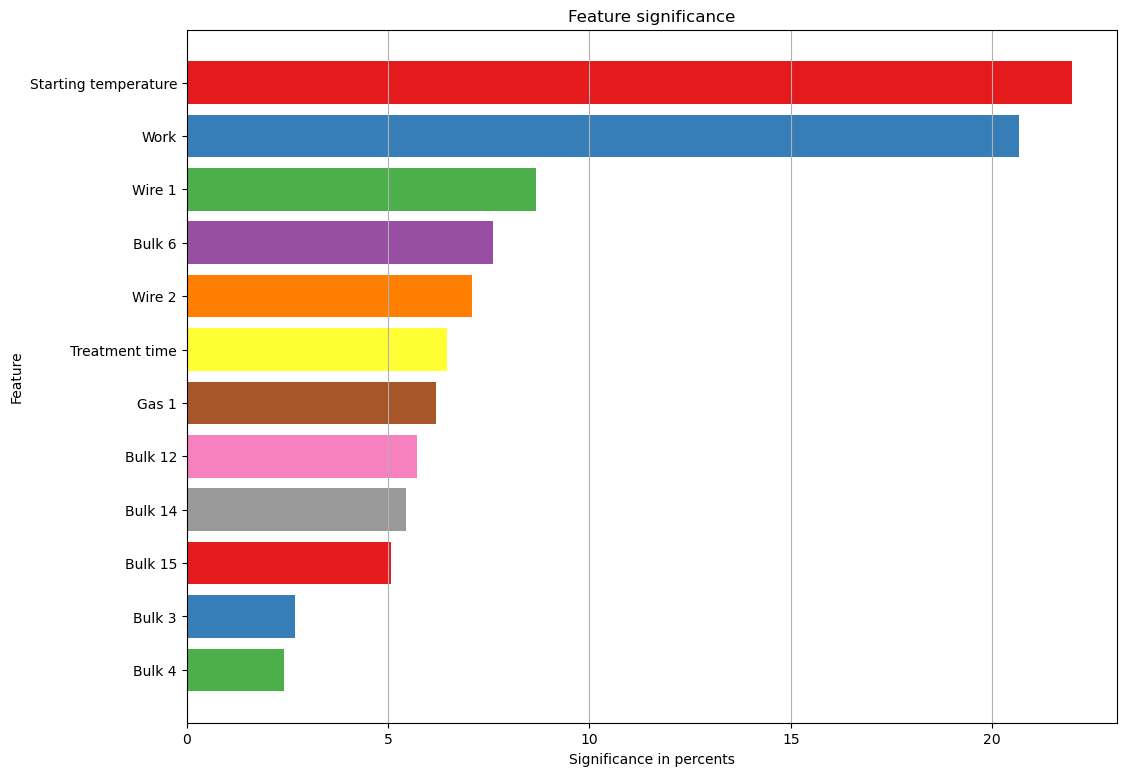 Feature significance
Starting temperature
Work
Wire 1
Bulk 6
Wire 2
Treatment time
Gas 1
Bulk 12
Bulk 14
Bulk 15
Bulk 3
Bulk 4
Feature
0 5 10 15 20
Significance in percents